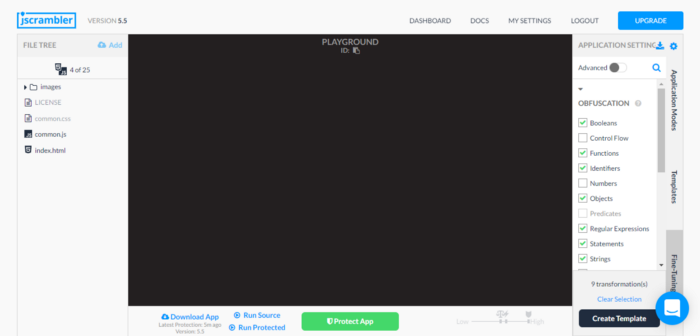 jscrambler
VERSION 5.5
DASHBOARD
DOCS
MY SETTINGS
LOGOUT
UPGRADE
FILE TREE
Add
4 of 25
images
LICENSE
common.css
common.js
index.html
PLAYGROUND
ID:
Download App
Latest Protection: 5m ago
Version: 5.5
Run Source
Run Protected
Protect App
Low
High
APPLICATION SETTING
Advanced
OBFUSCATION
Booleans
Control Flow
Functions
Identifiers
Numbers
Objects
Predicates
Regular Expressions
Statements
Strings
9 transformation(s)
Clear Selection
Create Template
Application Modes
Templates
Fine-Tuning